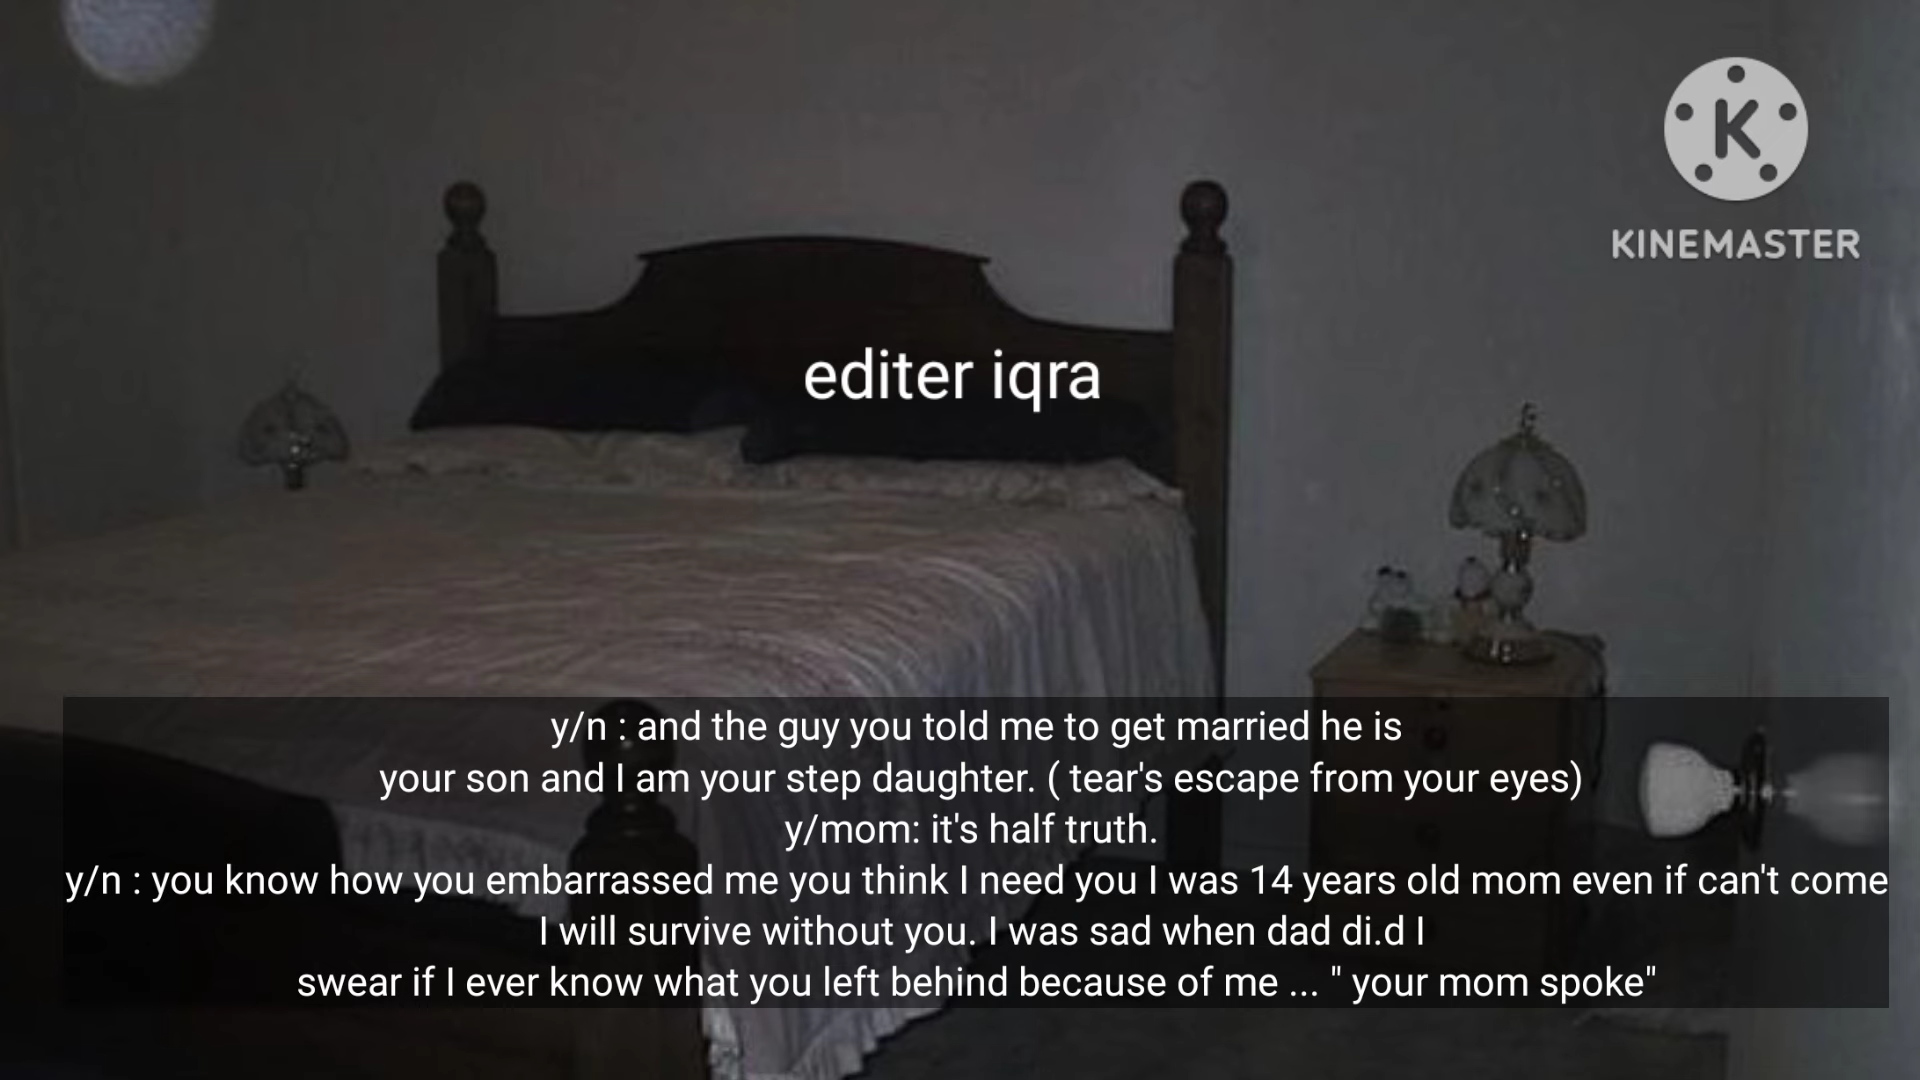 KINEMASTER
editer iqra
y/n : and the guy you told me to get married he is
your son and I am your step daughter. ( tear's escape from your eyes)
y/mom: it's half truth.
y/n : you know how you embarrassed me you think I need you I was 14 years old mom even if can't come
I will survive without you. I was sad when dad di.d I
swear if I ever know what you left behind because of me ... " your mom spoke"